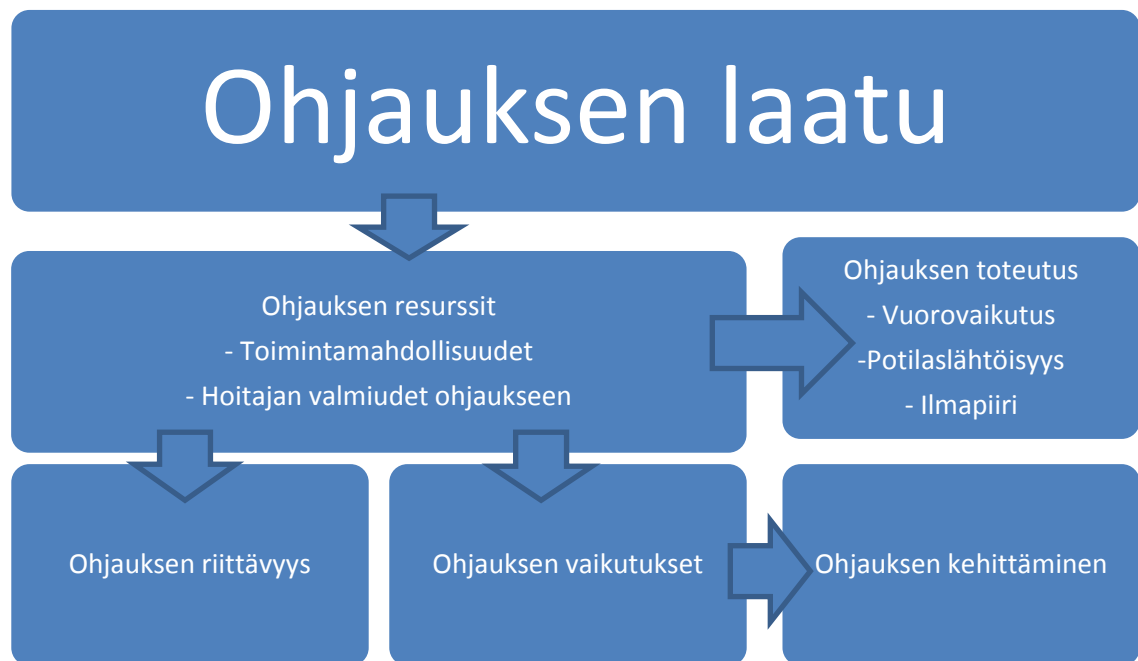 Ohjauksen laatu
Ohjauksen resurssit
- Toimintamahdollisuudet
- Hoitajan valmiudet ohjaukseen
Ohjauksen toteutus
- Vuorovaikutus
-Potilaslähtöisyys
- Ilmapiiri
Ohjauksen riittävyys
Ohjauksen vaikutukset
Ohjauksen kehittäminen